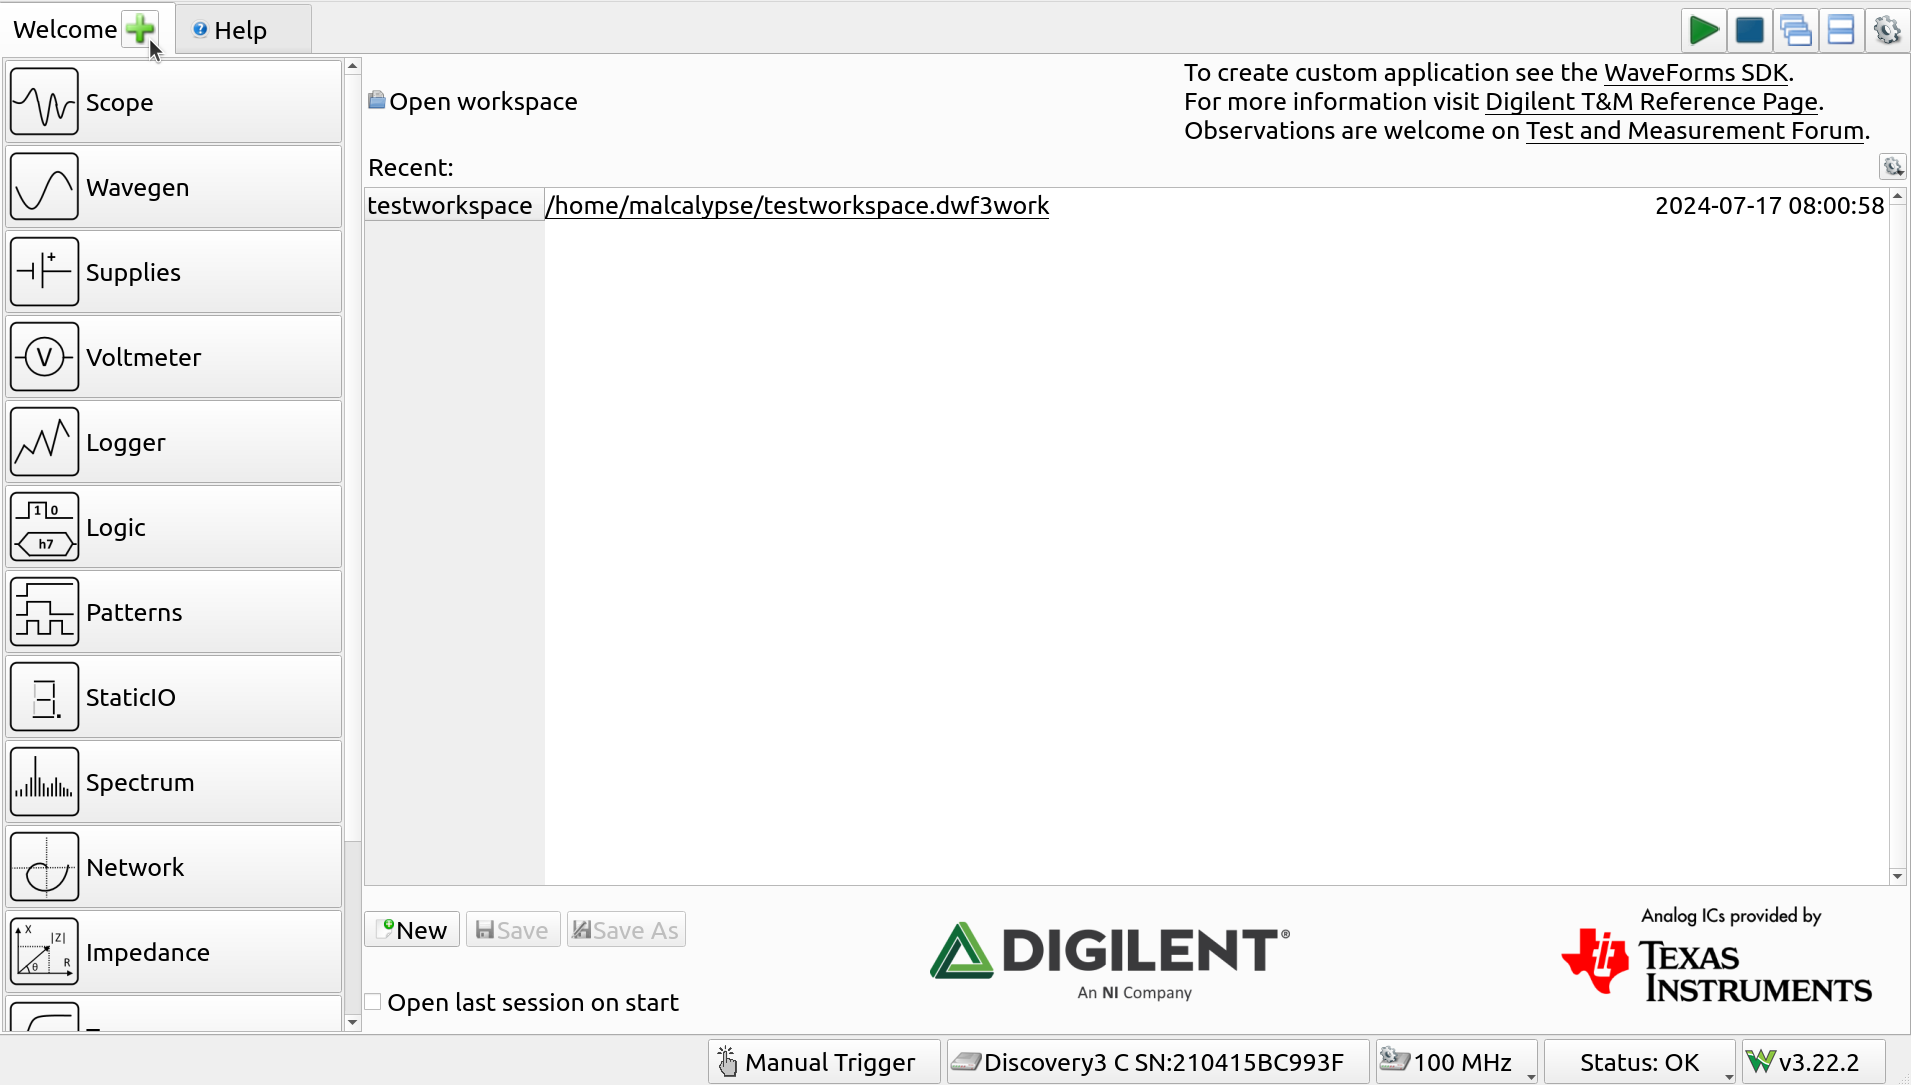 Welcome
Help
Scope
Wavegen
Supplies
Voltmeter
Logger
Logic
Patterns
StaticIO
Spectrum
Network
Impedance
Open workspace
To create custom application see the WaveForms SDK.
For more information visit Digilent T&M Reference Page.
Observations are welcome on Test and Measurement Forum.
Recent:
testworkspace /home/malcalypse/testworkspace.dwf3work 2024-07-17 08:00:58
New Save Save As
Open last session on start
DIGILENT®
An NI Company
Analog ICs provided by
TEXAS
INSTRUMENTS
Manual Trigger Discovery3 C SN:210415BC993F 100 MHz Status: OK v3.22.2